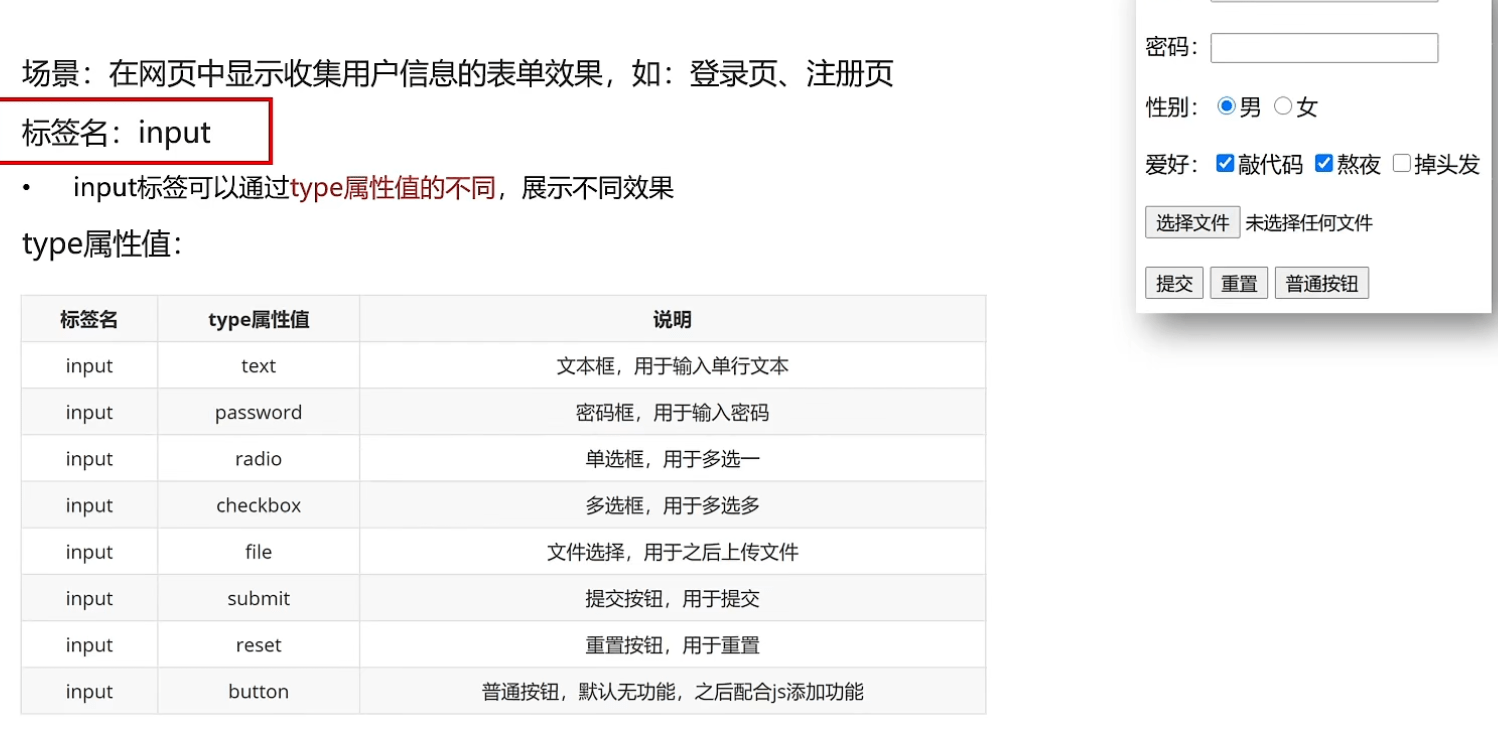 场景：在网页中显示收集用户信息的表单效果，如：登录页、注册页
标签名：input
• input标签可以通过type属性值的不同，展示不同效果
type属性值：
标签名 type属性值 说明
input text 文本框，用于输入单行文本
input password 密码框，用于输入密码
input radio 单选框，用于多选一
input checkbox 多选框，用于多选多
input file 文件选择，用于之后上传文件
input submit 提交按钮，用于提交
input reset 重置按钮，用于重置
input button 普通按钮，默认无功能，之后配合js添加功能
密码：
性别： 男 女
爱好： 敲代码 熬夜 掉头发
选择文件 未选择任何文件
提交 重置 普通按钮